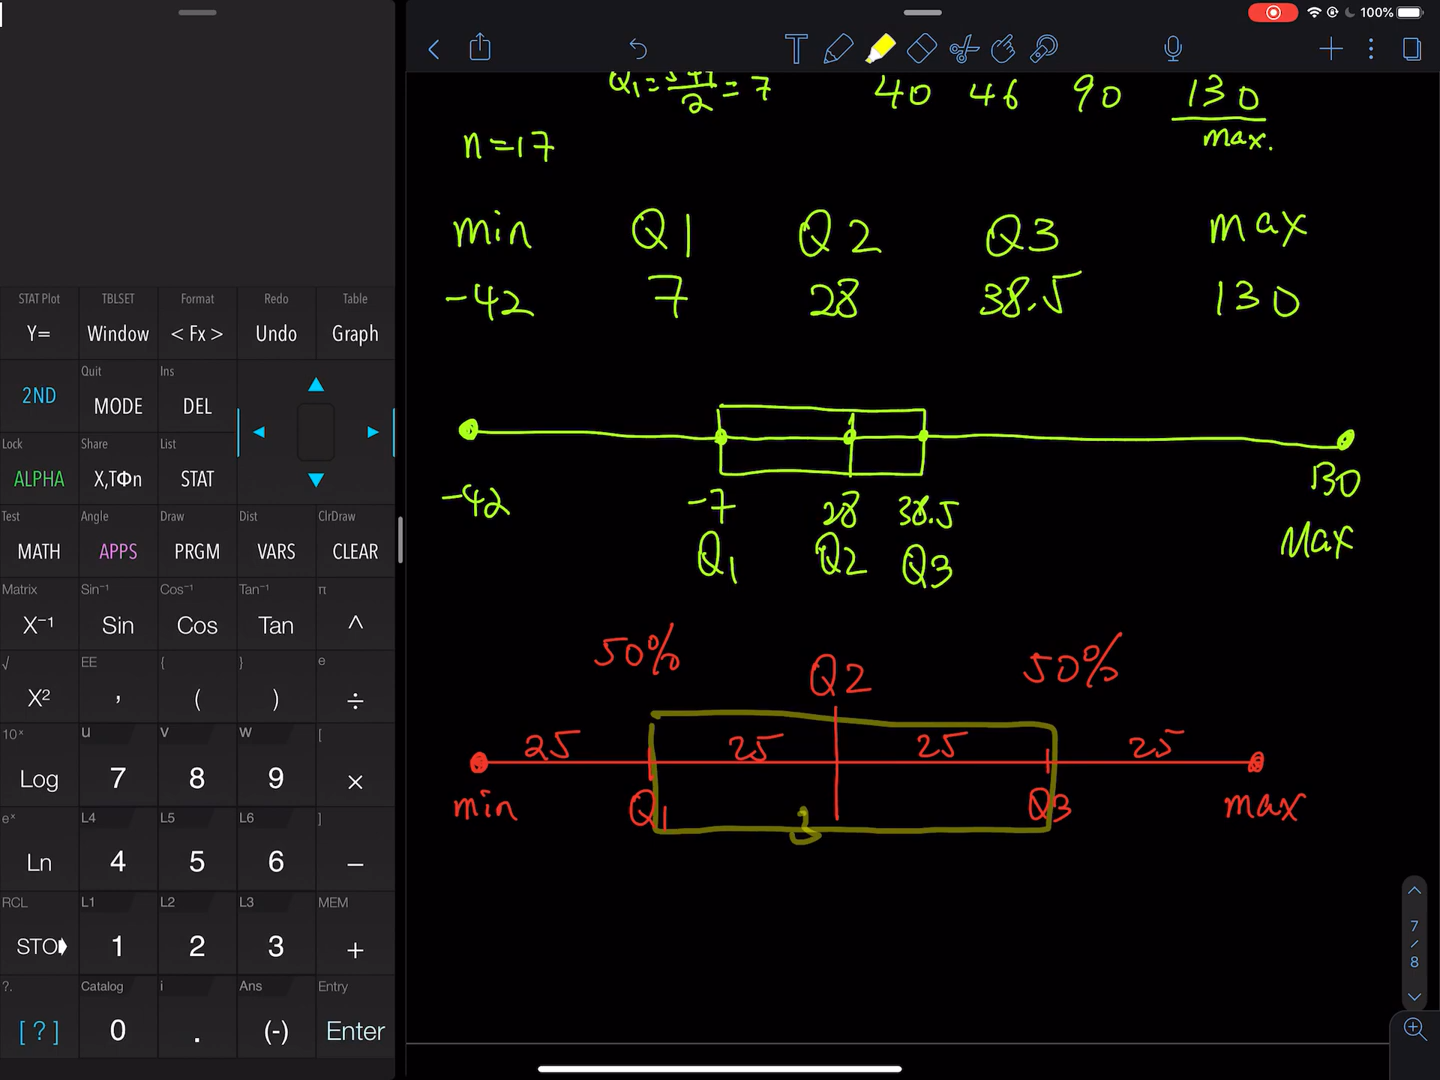 100%
STAT Plot TBLSET Format Redo Table
Y= Window < Fx > Undo Graph
Quit Ins
2ND MODE DEL
Lock Share List
ALPHA X,TΦn STAT
Test Angle Draw Dist ClrDraw
MATH APPS PRGM VARS CLEAR
Matrix Sin⁻¹ Cos⁻¹ Tan⁻¹ π
X⁻¹ Sin Cos Tan ^
√ EE { } e
X² , ( ) ÷
10ˣ u v w [
Log 7 8 9 ×
eˣ L4 L5 L6 ]
Ln 4 5 6 −
RCL L1 L2 L3 MEM
STO 1 2 3 +
?. Catalog i Ans Entry
[ ? ] 0 . (-) Enter
T
= 7 40 46 90 130
2
max.
n=17
min Q1 Q2 Q3 max
-42 7 28 38.5 130
-42 -7 28 38.5 130
Q1 Q2 Q3 Max
50% Q2 50%
25 25 25 25
min Q1 Q3 max
7
/
8